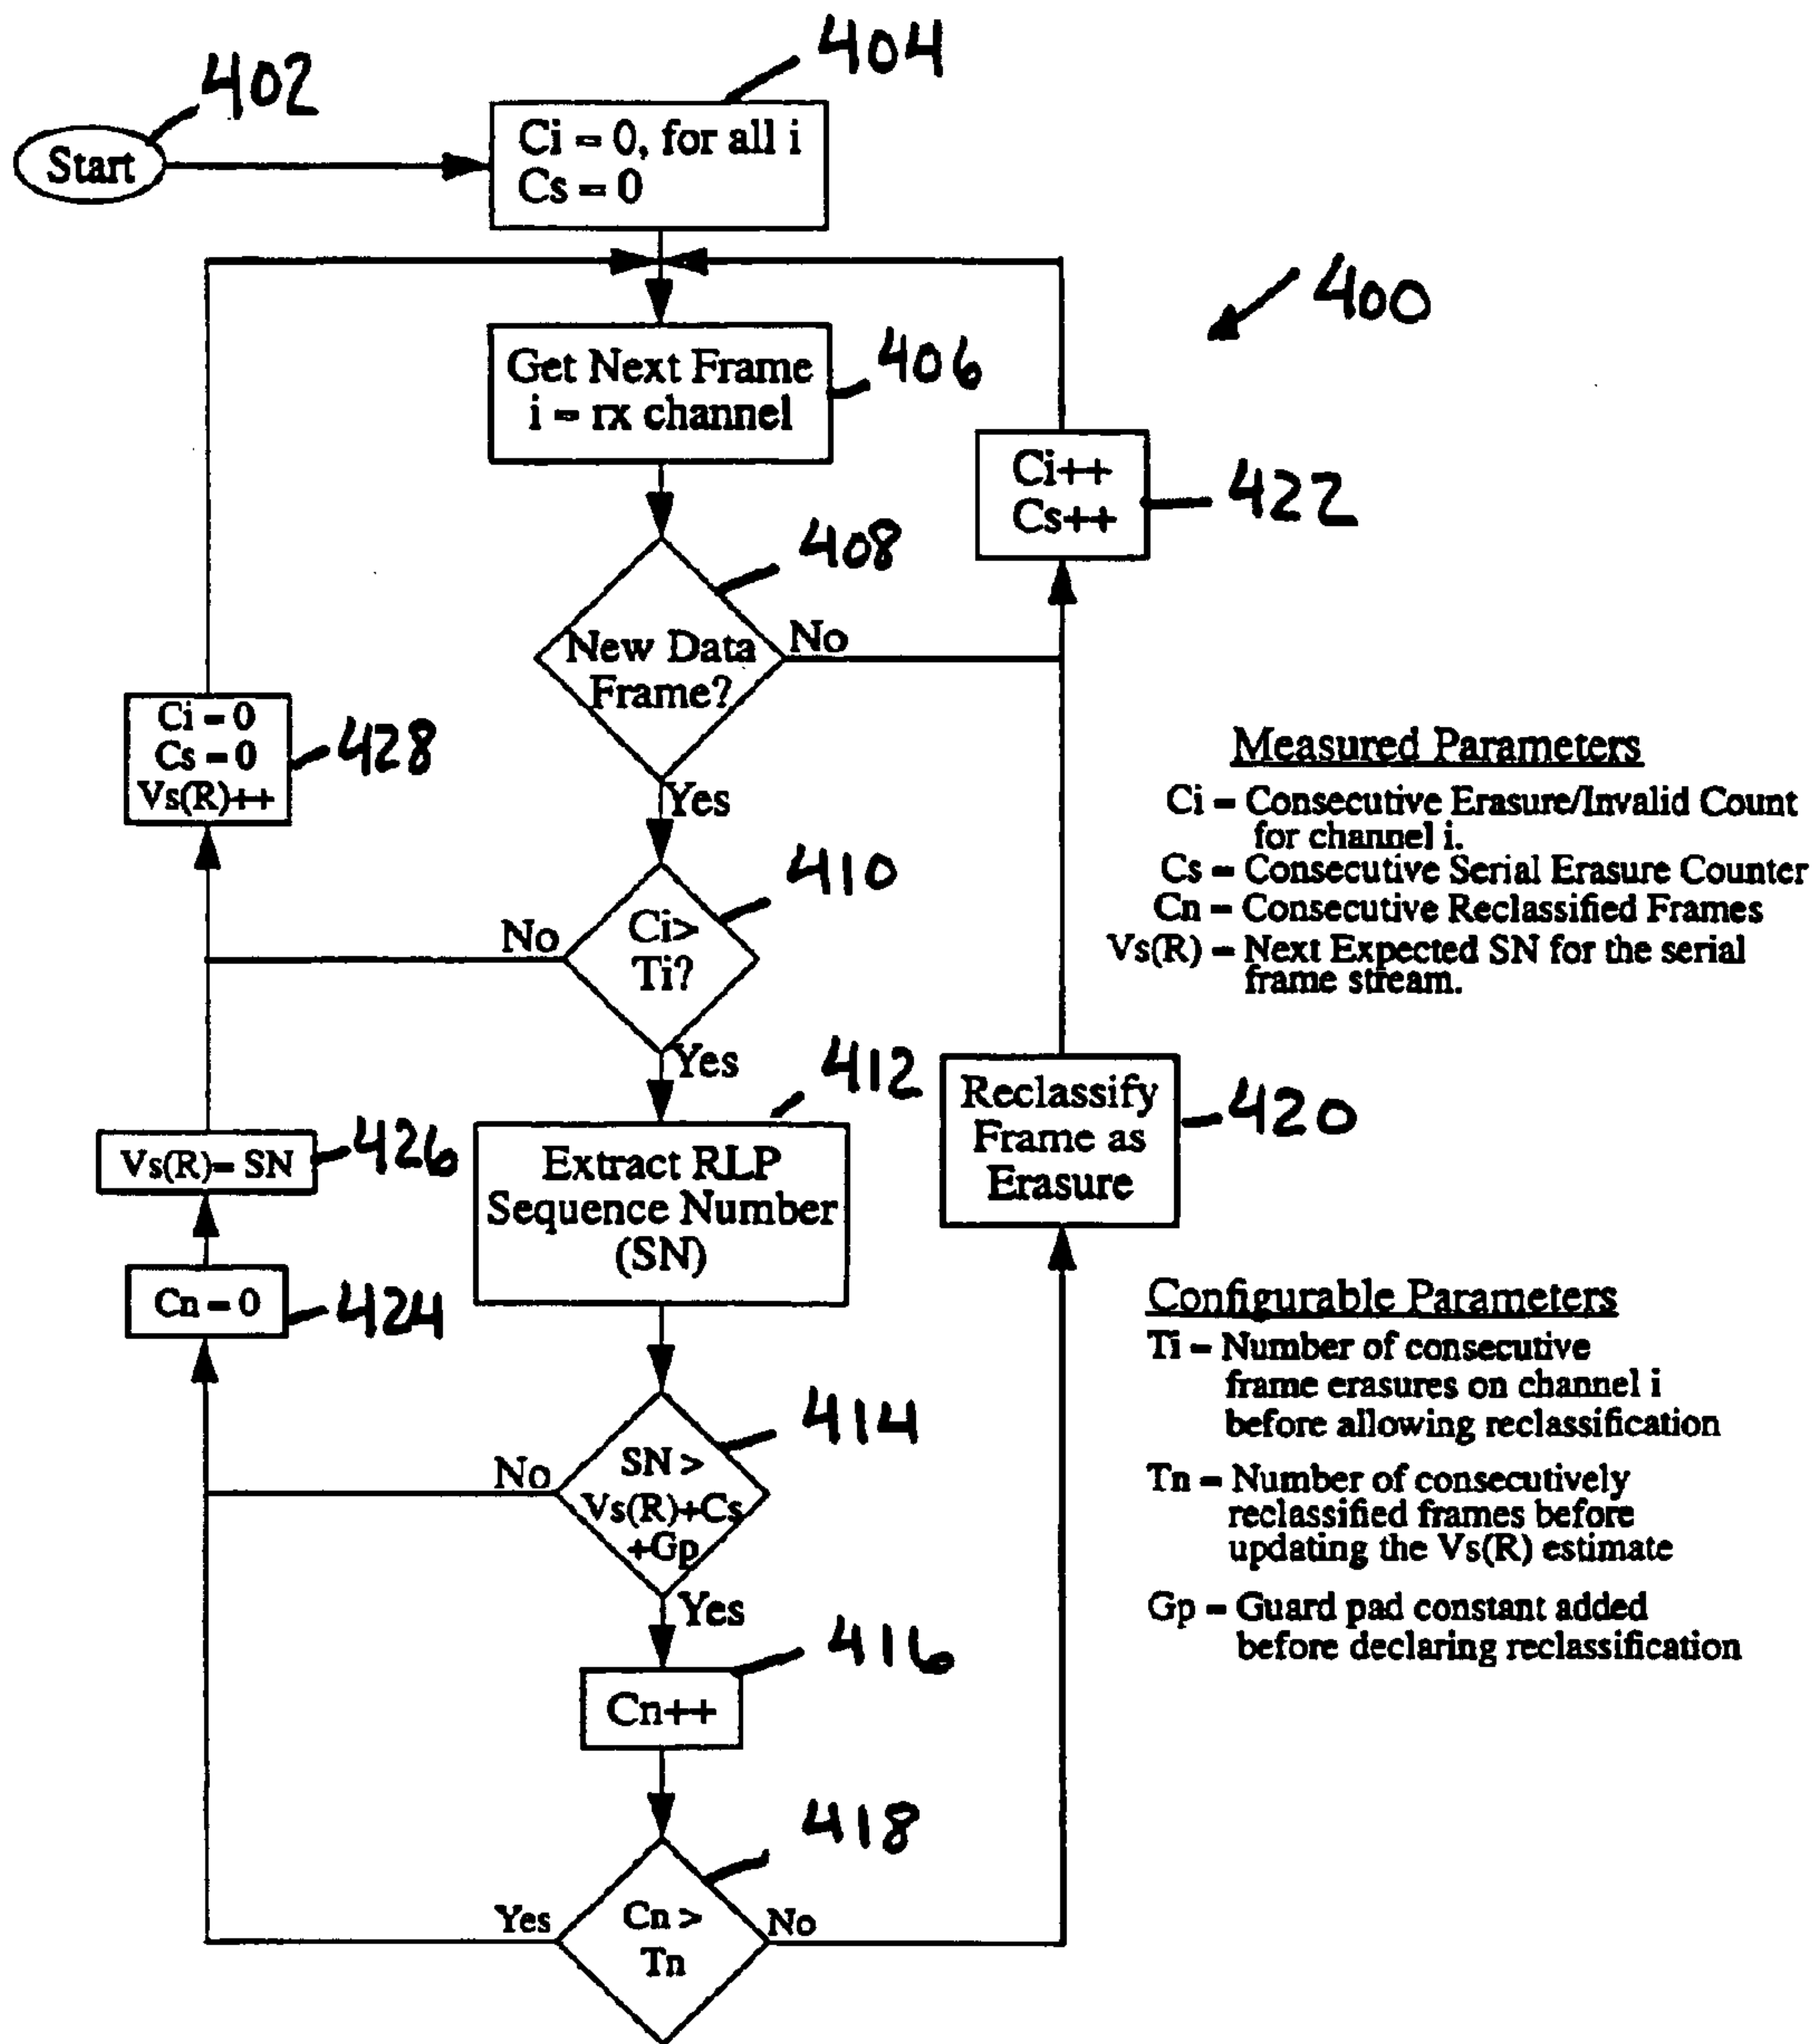 402
404
Start
Ci = 0, for all i
Cs = 0
400
Get Next Frame
i = rx channel
406
Ci++
Cs++
422
408
New Data
Frame?
No
Yes
Ci = 0
Cs = 0
Vs(R)++
428
410
Ci>
Ti?
No
Yes
Measured Parameters
Ci = Consecutive Erasure/Invalid Count
for channel i.
Cs = Consecutive Serial Erasure Counter
Cn = Consecutive Reclassified Frames
Vs(R) = Next Expected SN for the serial
frame stream.
412
Extract RLP
Sequence Number
(SN)
Reclassify
Frame as
Erasure
420
Vs(R)= SN
426
Cn = 0
424
414
SN >
Vs(R)+Cs
+Gp
No
Yes
Configurable Parameters
Ti = Number of consecutive
frame erasures on channel i
before allowing reclassification
Tn = Number of consecutively
reclassified frames before
updating the Vs(R) estimate
Gp = Guard pad constant added
before declaring reclassification
416
Cn++
418
Cn >
Tn
Yes
No